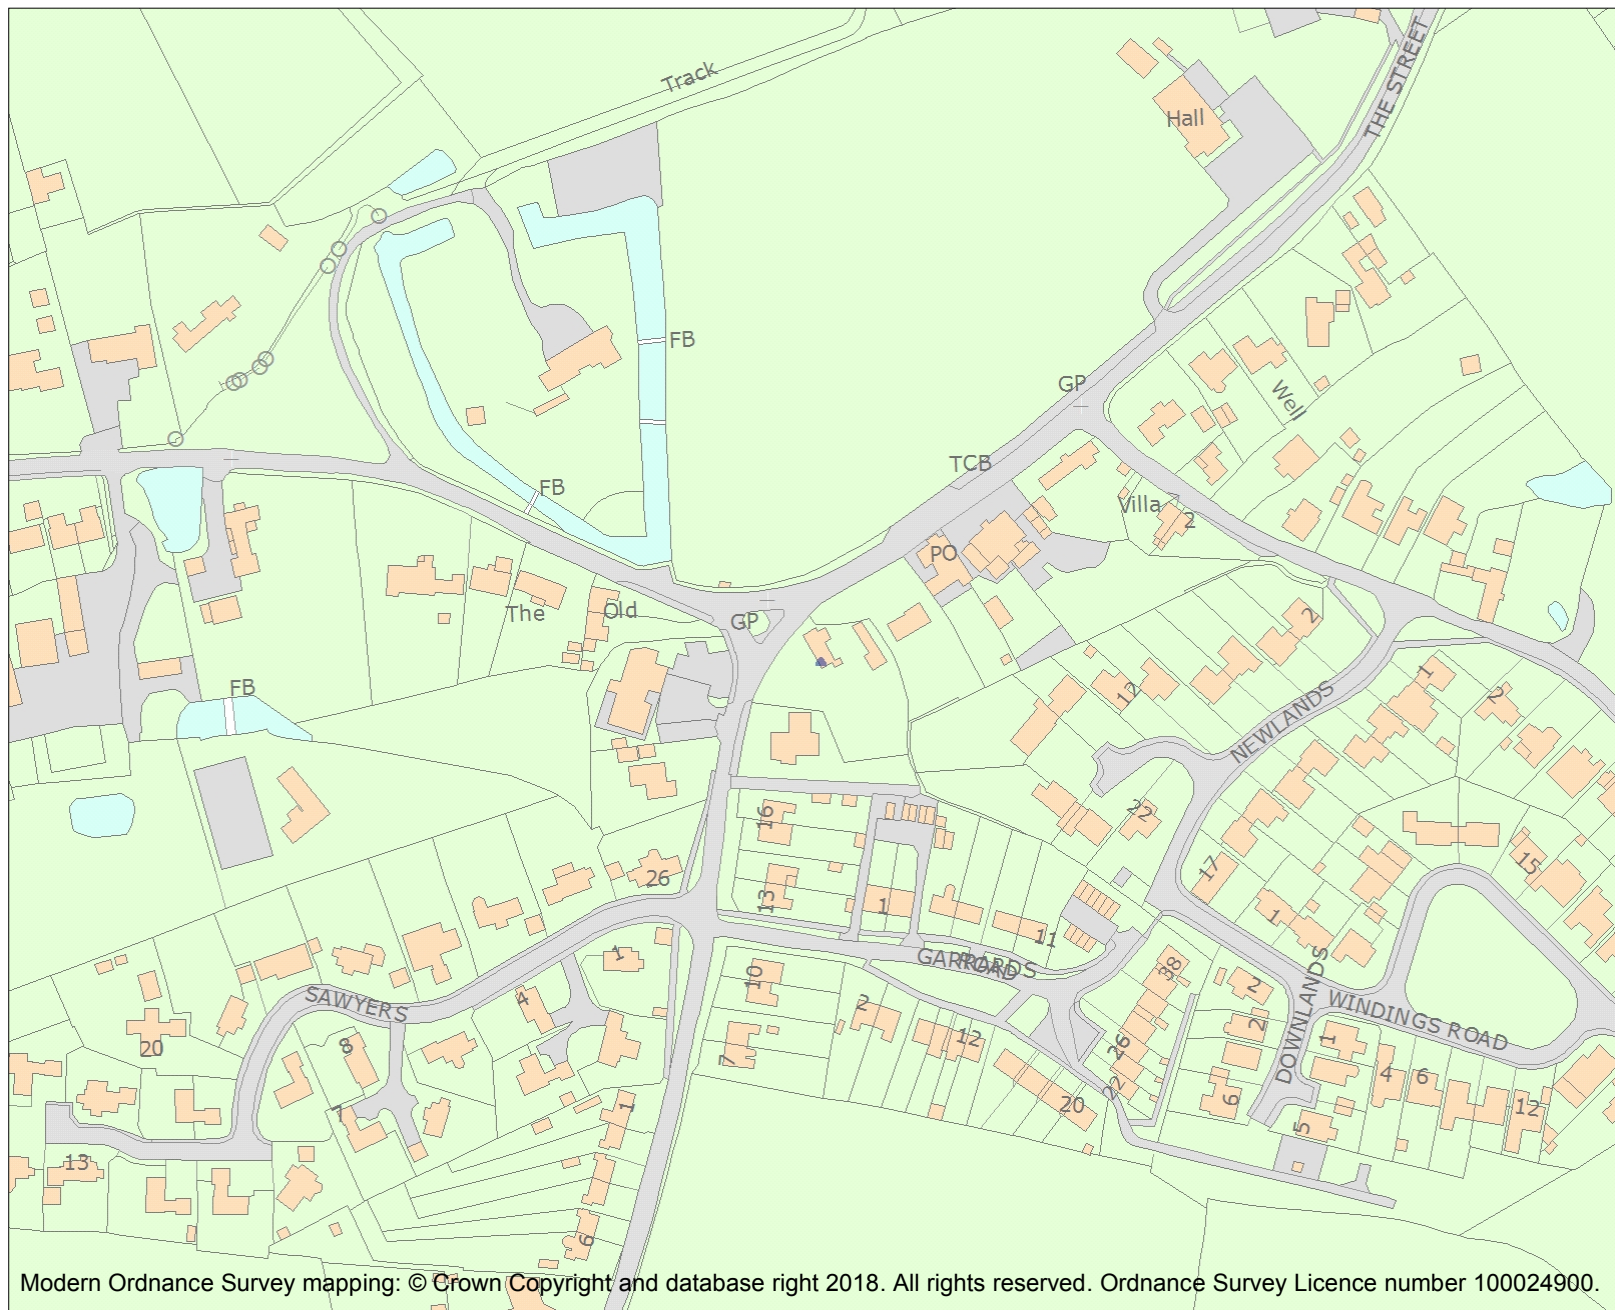 THE STREET
Track
Hall
FB
GP
Well
TCB
FB
Villa
2
PO
The
Old
GP
2
FB
12
1
2
NEWLANDS
22
16
15
17
26
13
1
1
11
GARRARDS
ROAD
1
38
10
2
2
4
SAWYERS
DOWNLANDS
WINDINGS ROAD
2
12
1
20
8
26
7
4
6
22
6
20
1
12
7
5
13
6
Modern Ordnance Survey mapping: © Crown Copyright and database right 2018. All rights reserved. Ordnance Survey Licence number 100024900.